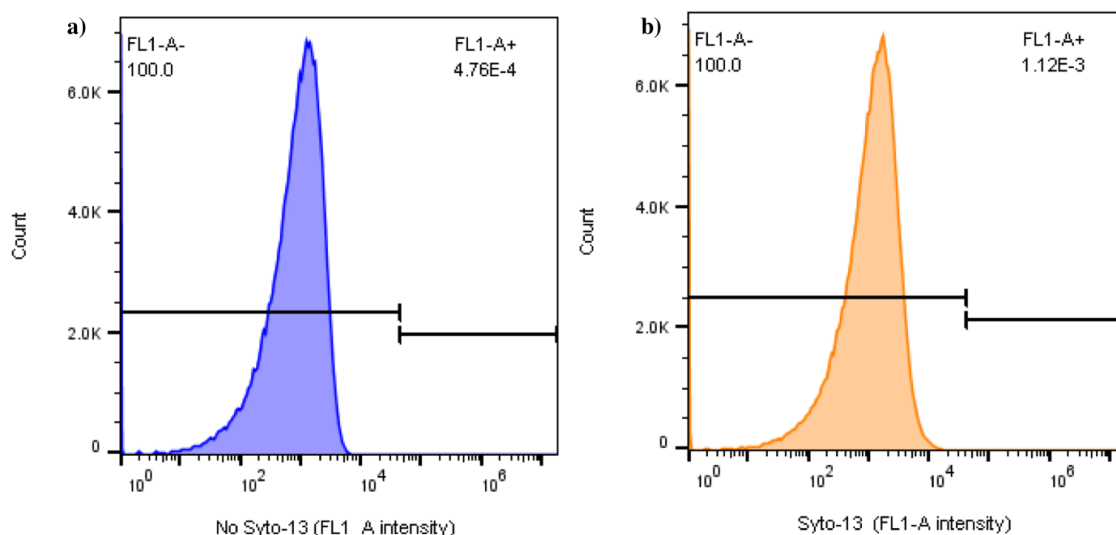 a)
FL1-A-
100.0
FL1-A+
4.76E-4
6.0K
4.0K
2.0K
0
Count
10^0
10^2
10^4
10^6
No Syto-13 (FL1 A intensity)
b)
FL1-A-
100.0
FL1-A+
1.12E-3
6.0K
4.0K
2.0K
0
Count
10^0
10^2
10^4
10^6
Syto-13 (FL1-A intensity)